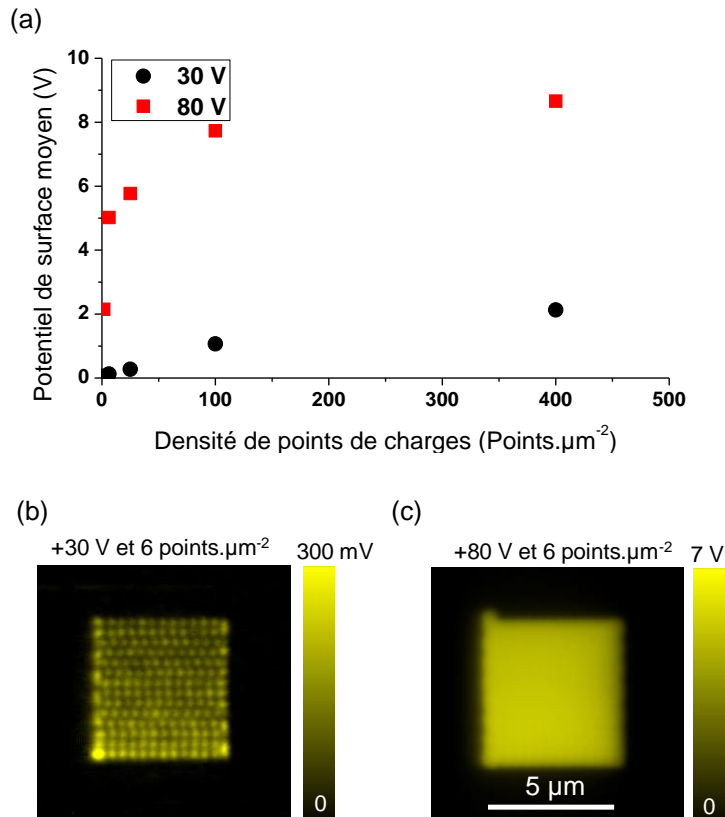 (a)
10
8
6
4
2
0
30 V
80 V
Potentiel de surface moyen (V)
0 100 200 300 400 500
Densité de points de charges (Points.µm⁻²)
(b)
+30 V et 6 points.µm⁻²
300 mV
0
(c)
+80 V et 6 points.µm⁻²
7 V
5 µm
0